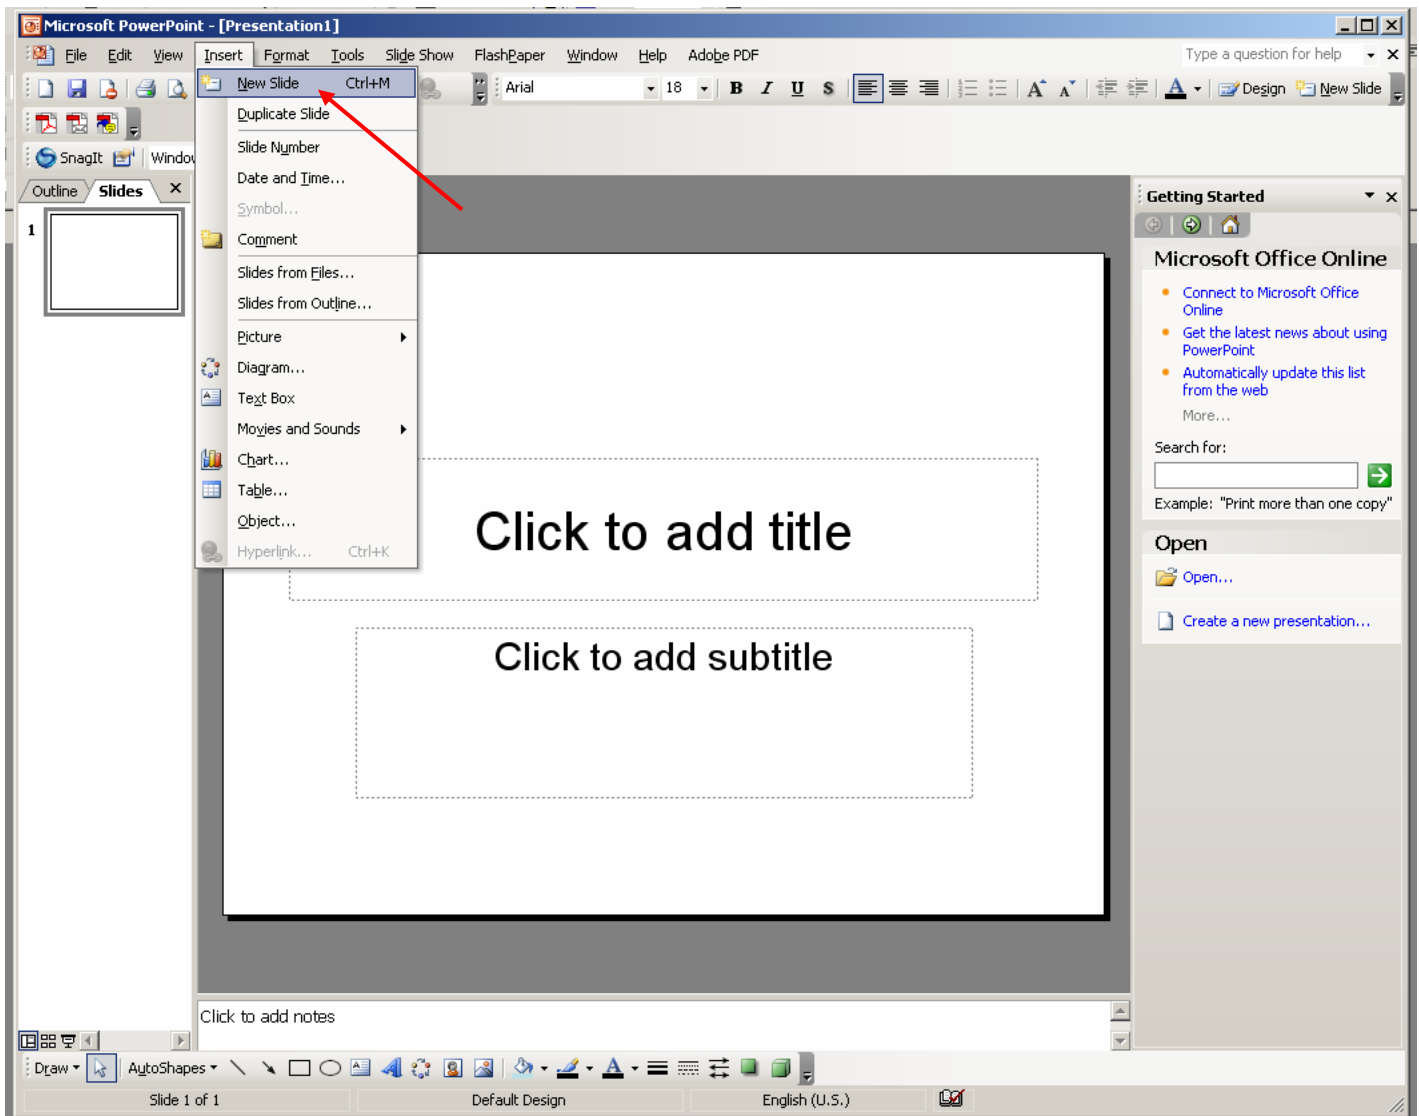 Microsoft PowerPoint - [Presentation1]
File Edit View Insert Format Tools Slide Show FlashPaper Window Help Adobe PDF Type a question for help
Arial 18 B I U S A A A Design New Slide
SnagIt Window
New Slide Ctrl+M
Duplicate Slide
Slide Number
Date and Time...
Symbol...
Comment
Slides from Files...
Slides from Outline...
Picture
Diagram...
Text Box
Movies and Sounds
Chart...
Table...
Object...
Hyperlink... Ctrl+K
Outline Slides
1
Click to add title
Click to add subtitle
Click to add notes
Getting Started
Microsoft Office Online
Connect to Microsoft Office
Online
Get the latest news about using
PowerPoint
Automatically update this list
from the web
More...
Search for:
Example: "Print more than one copy"
Open
Open...
Create a new presentation...
Draw AutoShapes A
Slide 1 of 1 Default Design English (U.S.)